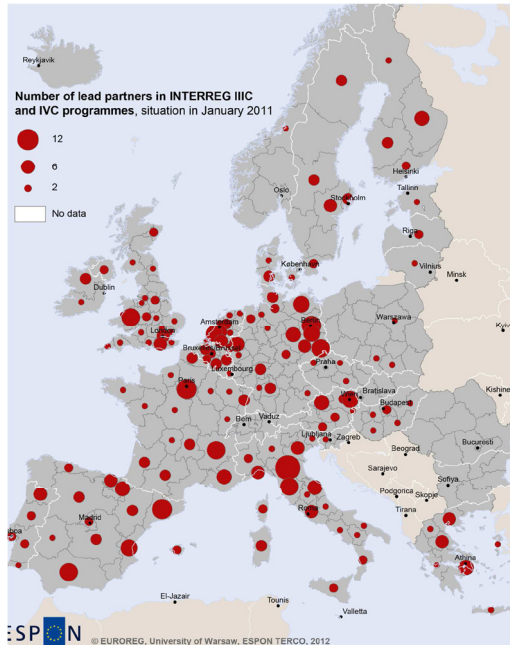 Reykjavik
Number of lead partners in INTERREG IIIC
and IVC programmes, situation in January 2011
12
6
2
No data
Oslo
Stockholm
Helsinki
Tallinn
Riga
Vilnius
Minsk
København
Dublin
London
Amsterdam
Berlin
Warszawa
Luxembourg
Praha
Paris
Wien
Bratislava
Budapest
Bern
Vaduz
Ljubljana
Zagreb
Kishine
Beograd
Bucuresti
Sarajevo
Podgorica
Skopje
Sofiya
Tirana
Roma
Madrid
boa
Athina
El-Jazair
Tounis
Valletta
ESPON
© EUROREG, University of Warsaw, ESPON TERCO, 2012